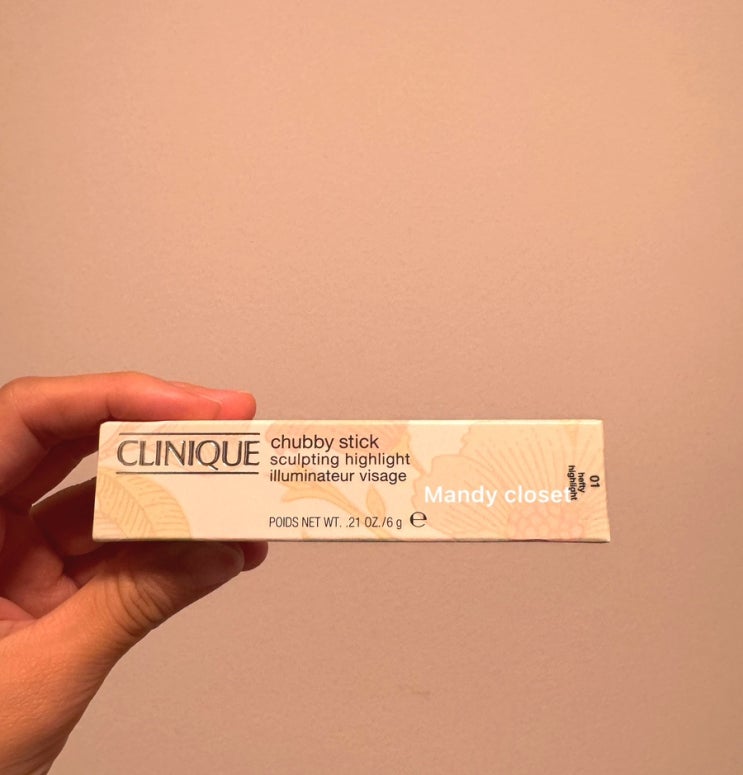 CLINIQUE
chubby stick
sculpting highlight
illuminateur visage
POIDS NET WT. .21 OZ./6 g ℮
Mandy closet
01
hefty
highlight